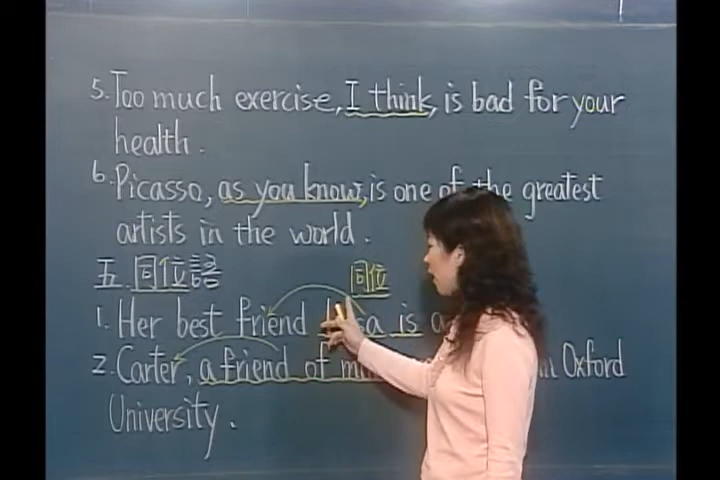 5. Too much exercise, I think, is bad for your
health.
6. Picasso, as you know, is one of the greatest
artists in the world.
五. 同位語
同位
1. Her best friend is
2. Carter, a friend of Oxford
University.